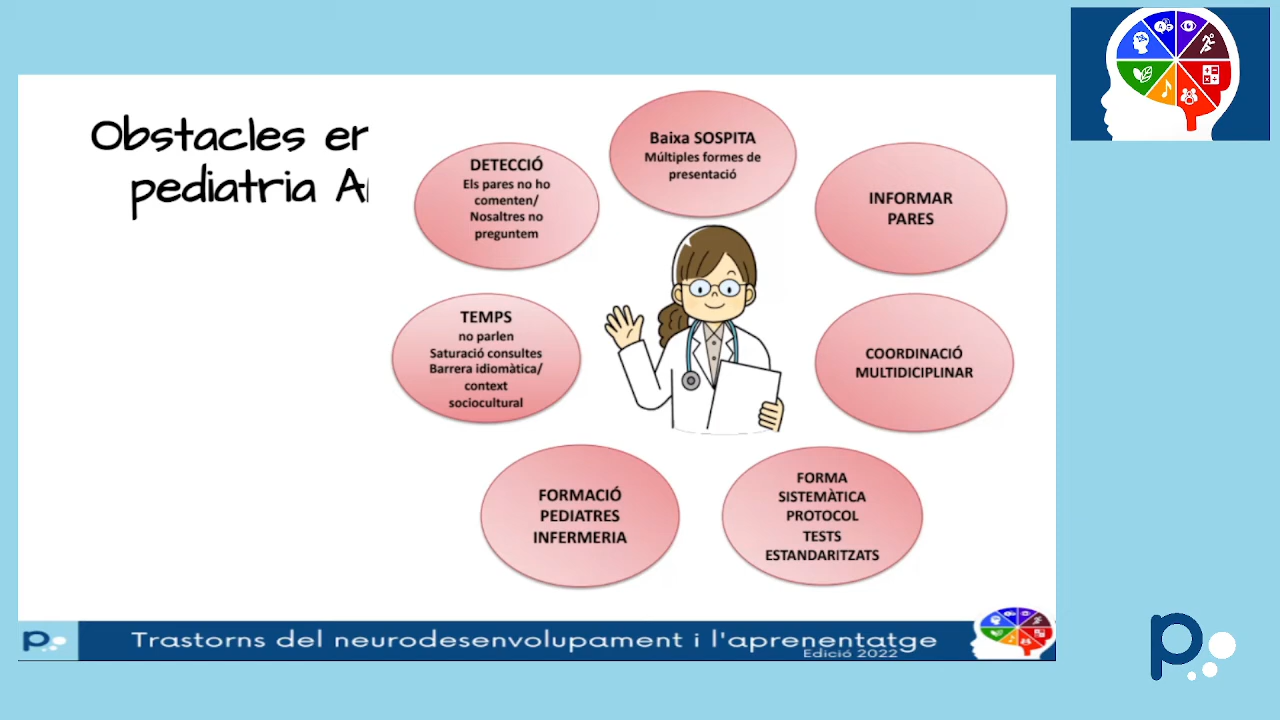 Obstacles en
pediatria A
Baixa SOSPITA
Múltiples formes de
presentació
DETECCIÓ
Els pares no ho
comenten/
Nosaltres no
preguntem
INFORMAR
PARES
TEMPS
no parlen
Saturació consultes
Barrera idiomàtica/
context
sociocultural
COORDINACIÓ
MULTIDICIPLINAR
FORMACIÓ
PEDIATRES
INFERMERIA
FORMA
SISTEMÀTICA
PROTOCOL
TESTS
ESTANDARITZATS
p
Trastorns del neurodesenvolupament i l'aprenentatge
Edició 2022
p